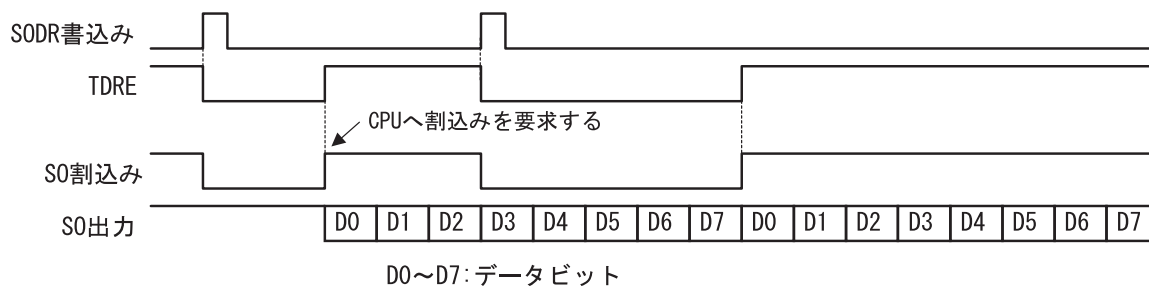 SODR書込み
TDRE
CPUへ割込みを要求する
SO割込み
SO出力 D0 D1 D2 D3 D4 D5 D6 D7 D0 D1 D2 D3 D4 D5 D6 D7
D0～D7:データビット